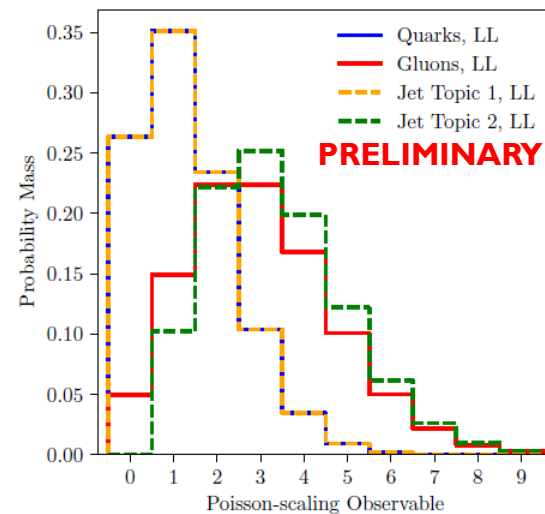 Quarks, LL
Gluons, LL
Jet Topic 1, LL
Jet Topic 2, LL
PRELIMINARY
Probability Mass
0.35
0.30
0.25
0.20
0.15
0.10
0.05
0.00
0 1 2 3 4 5 6 7 8 9
Poisson-scaling Observable